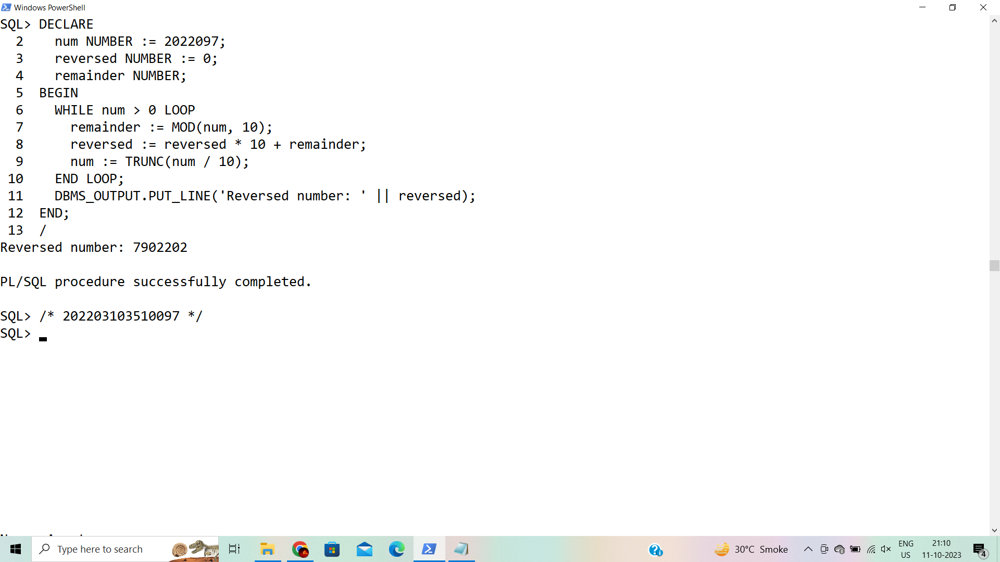 Windows PowerShell
SQL> DECLARE
  2    num NUMBER := 2022097;
  3    reversed NUMBER := 0;
  4    remainder NUMBER;
  5  BEGIN
  6    WHILE num > 0 LOOP
  7      remainder := MOD(num, 10);
  8      reversed := reversed * 10 + remainder;
  9      num := TRUNC(num / 10);
 10    END LOOP;
 11    DBMS_OUTPUT.PUT_LINE('Reversed number: ' || reversed);
 12  END;
 13  /
Reversed number: 7902202
PL/SQL procedure successfully completed.
SQL> /* 202203103510097 */
SQL>
Type here to search
30°C Smoke
ENG
US
21:10
11-10-2023
4